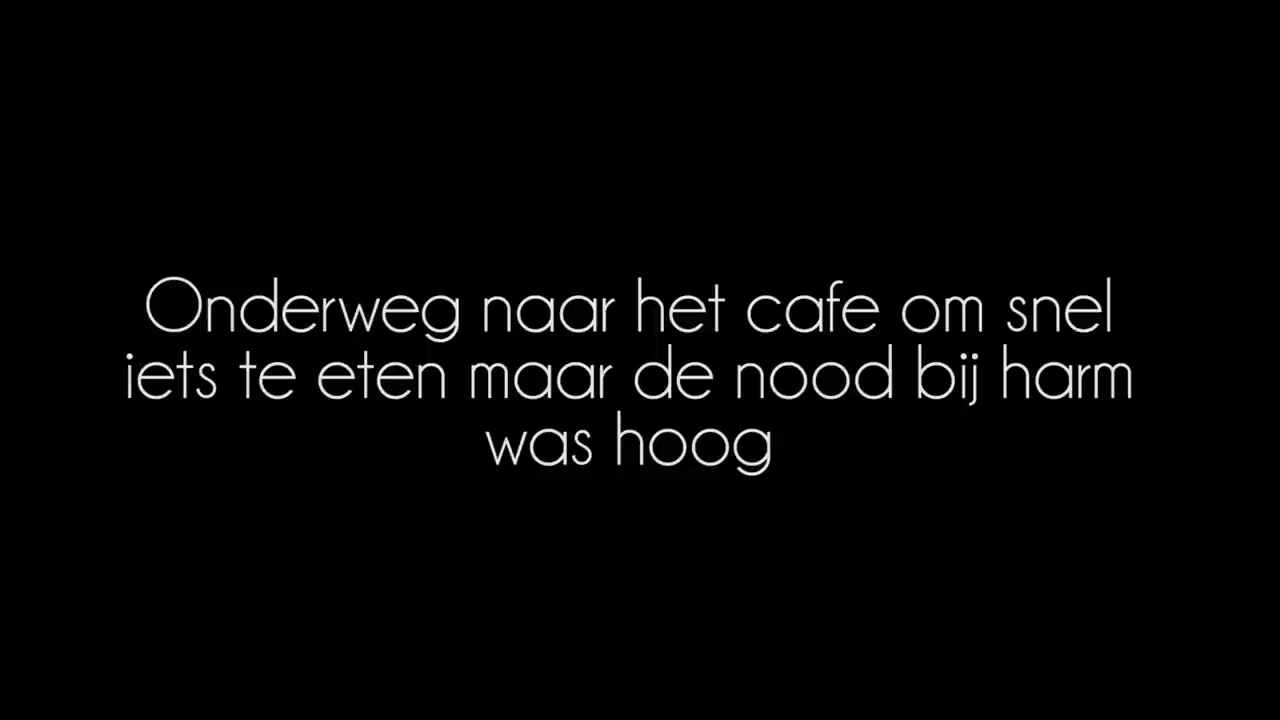 Onderweg naar het cafe om snel
iets te eten maar de nood bij harm
was hoog